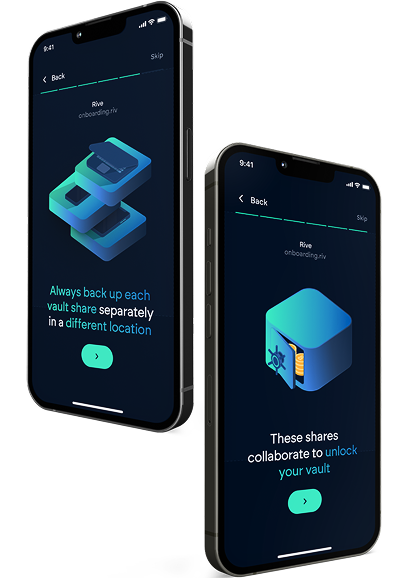 9:41
Skip
Back
Rive
onboarding.riv
Always back up each
vault share separately
in a different location
9:41
Back
Skip
Rive
onboarding.riv
These shares
collaborate to unlock
your vault